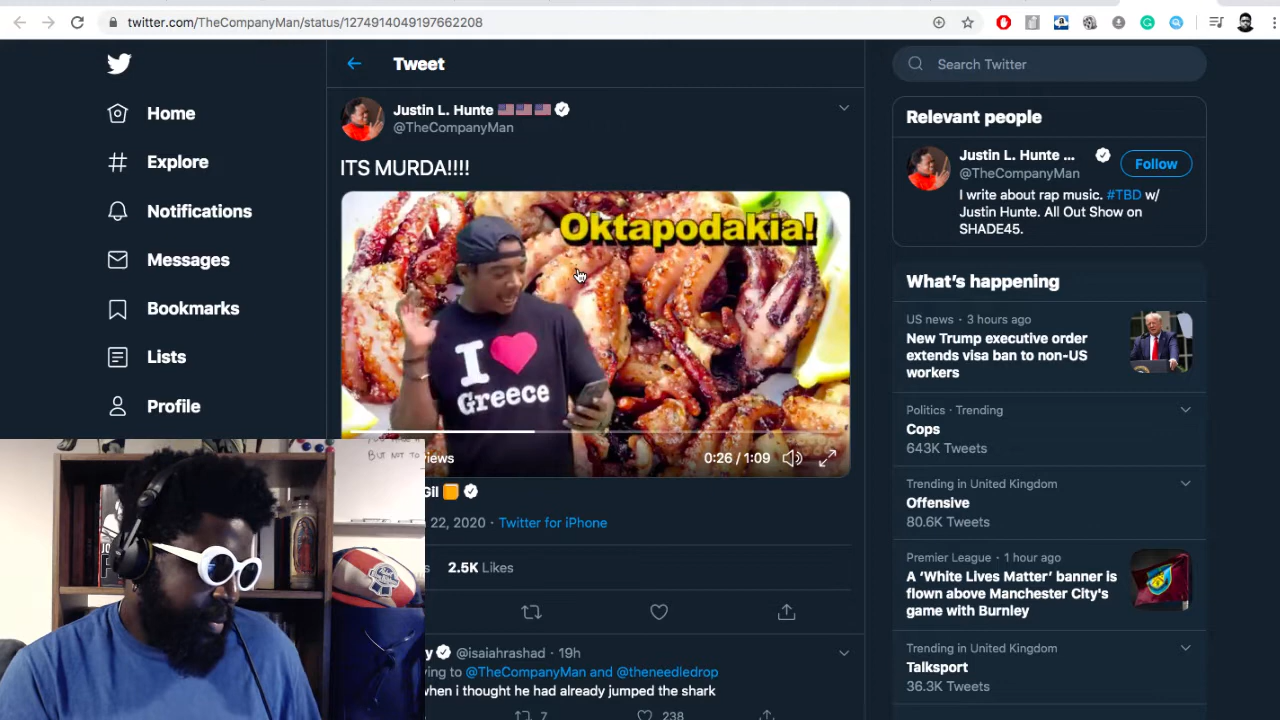 twitter.com/TheCompanyMan/status/1274914049197662208
Home
Explore
Notifications
Messages
Bookmarks
Lists
Profile
Tweet
Justin L. Hunte
@TheCompanyMan
ITS MURDA!!!!
Oktapodakia!
I ❤ Greece
iews
0:26 / 1:09
Gil
22, 2020 · Twitter for iPhone
2.5K Likes
y @isaiahrashad · 19h
ying to @TheCompanyMan and @theneedledrop
when i thought he had already jumped the shark
7
238
BUT NOT TO
Search Twitter
Relevant people
Justin L. Hunte ...
@TheCompanyMan
Follow
I write about rap music. #TBD w/
Justin Hunte. All Out Show on
SHADE45.
What's happening
US news · 3 hours ago
New Trump executive order
extends visa ban to non-US
workers
Politics · Trending
Cops
643K Tweets
Trending in United Kingdom
Offensive
80.6K Tweets
Premier League · 1 hour ago
A 'White Lives Matter' banner is
flown above Manchester City's
game with Burnley
Trending in United Kingdom
Talksport
36.3K Tweets